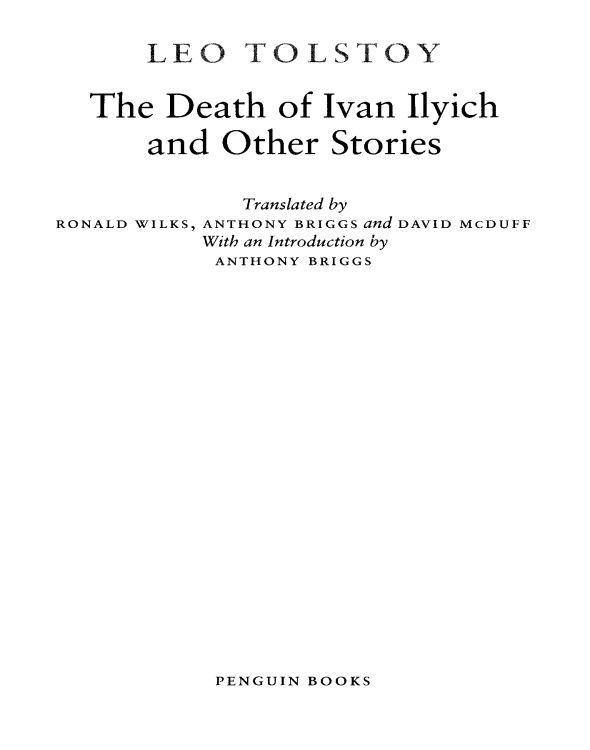 LEO TOLSTOY
The Death of Ivan Ilyich
and Other Stories
Translated by
RONALD WILKS, ANTHONY BRIGGS and DAVID McDUFF
With an Introduction by
ANTHONY BRIGGS
PENGUIN BOOKS